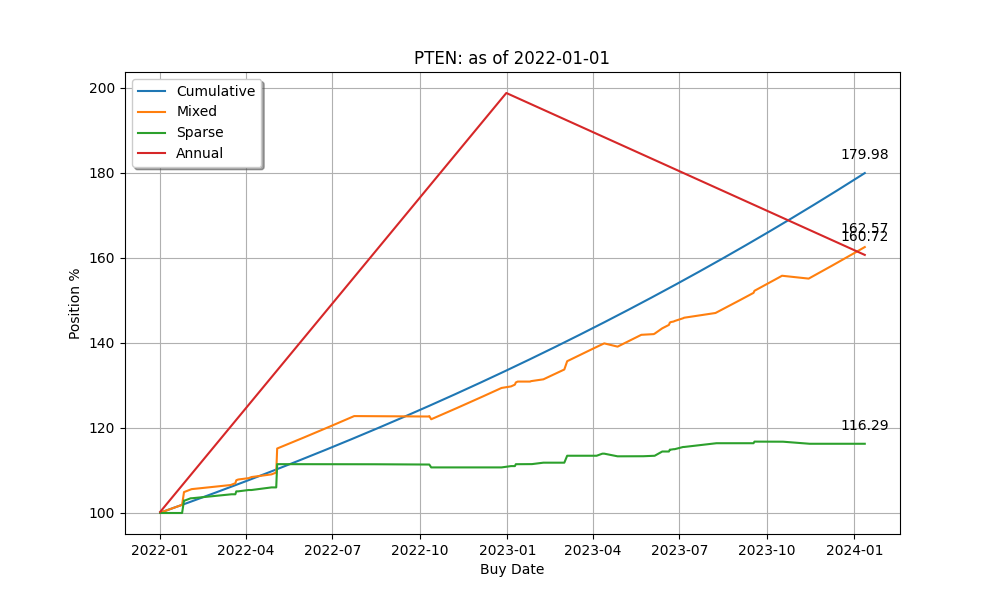 PTEN: as of 2022-01-01
Cumulative
Mixed
Sparse
Annual
200
180
160
140
120
100
Position %
179.98
162.57
160.72
116.29
2022-01 2022-04 2022-07 2022-10 2023-01 2023-04 2023-07 2023-10 2024-01
Buy Date